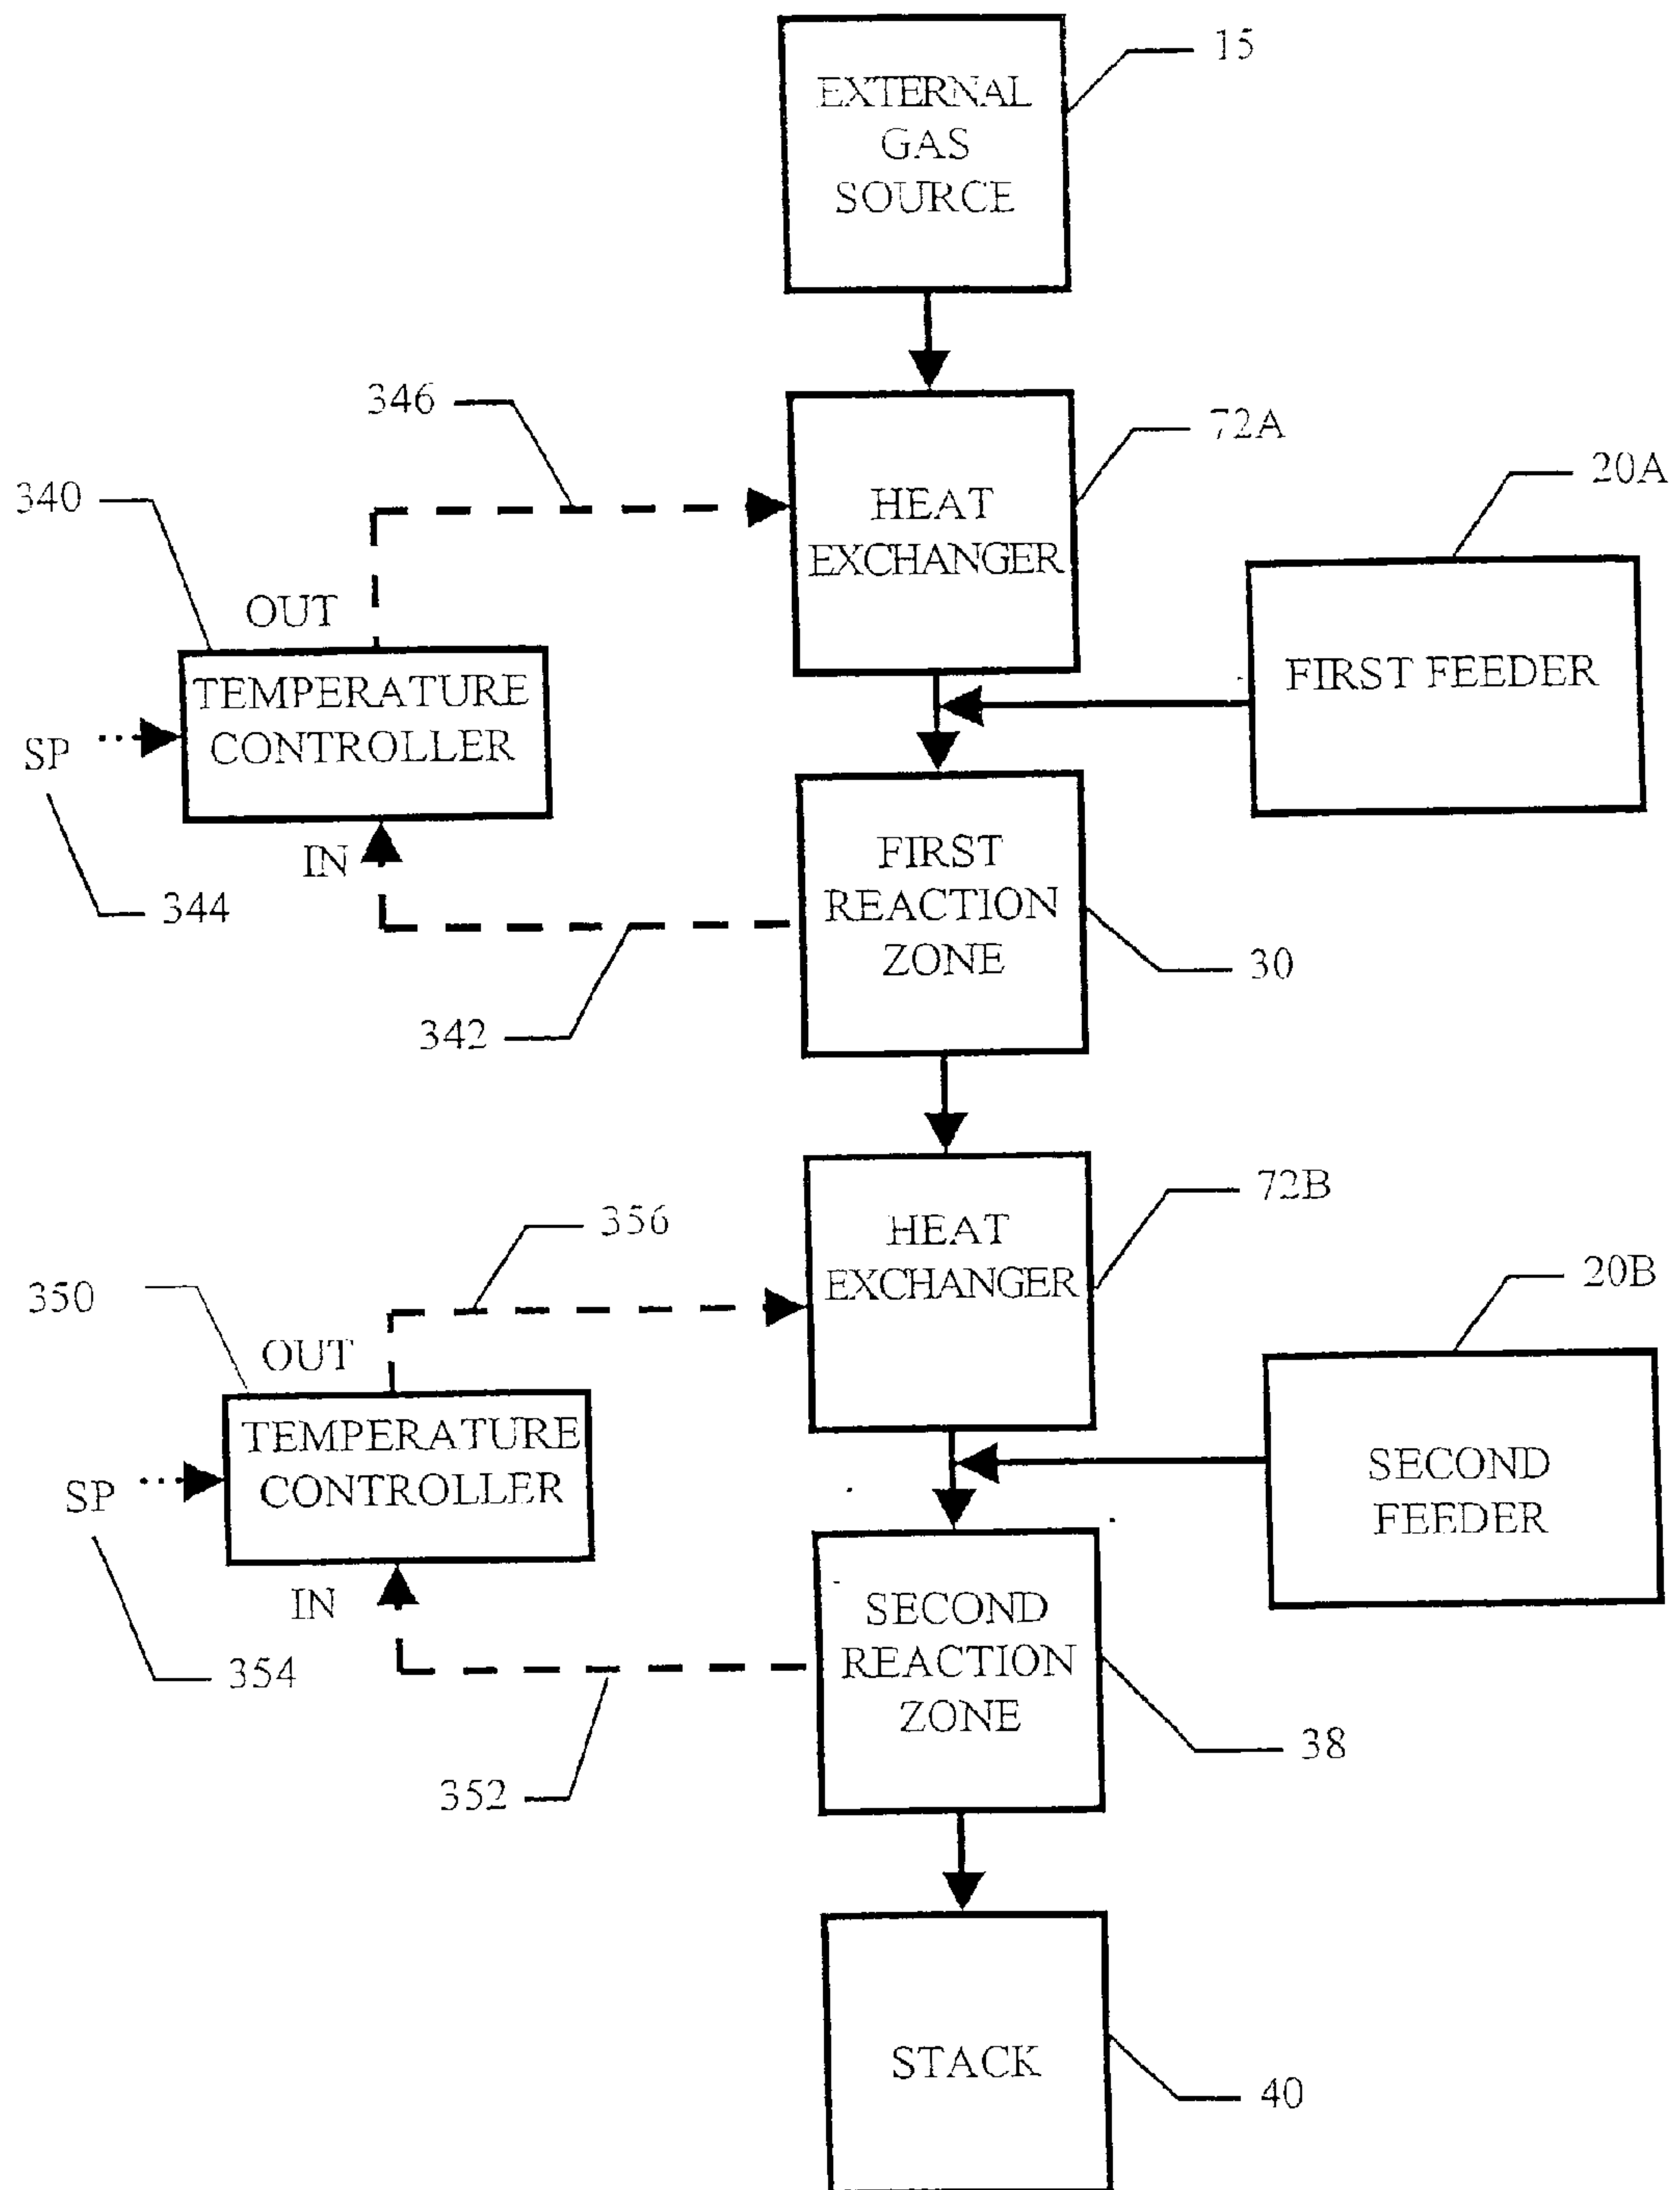 15
EXTERNAL
GAS
SOURCE
346
72A
20A
340
HEAT
EXCHANGER
OUT
FIRST FEEDER
TEMPERATURE
CONTROLLER
SP
IN
FIRST
REACTION
ZONE
344
30
342
72B
356
HEAT
EXCHANGER
20B
350
OUT
TEMPERATURE
CONTROLLER
SECOND
FEEDER
SP
IN
SECOND
REACTION
ZONE
354
38
352
STACK
40